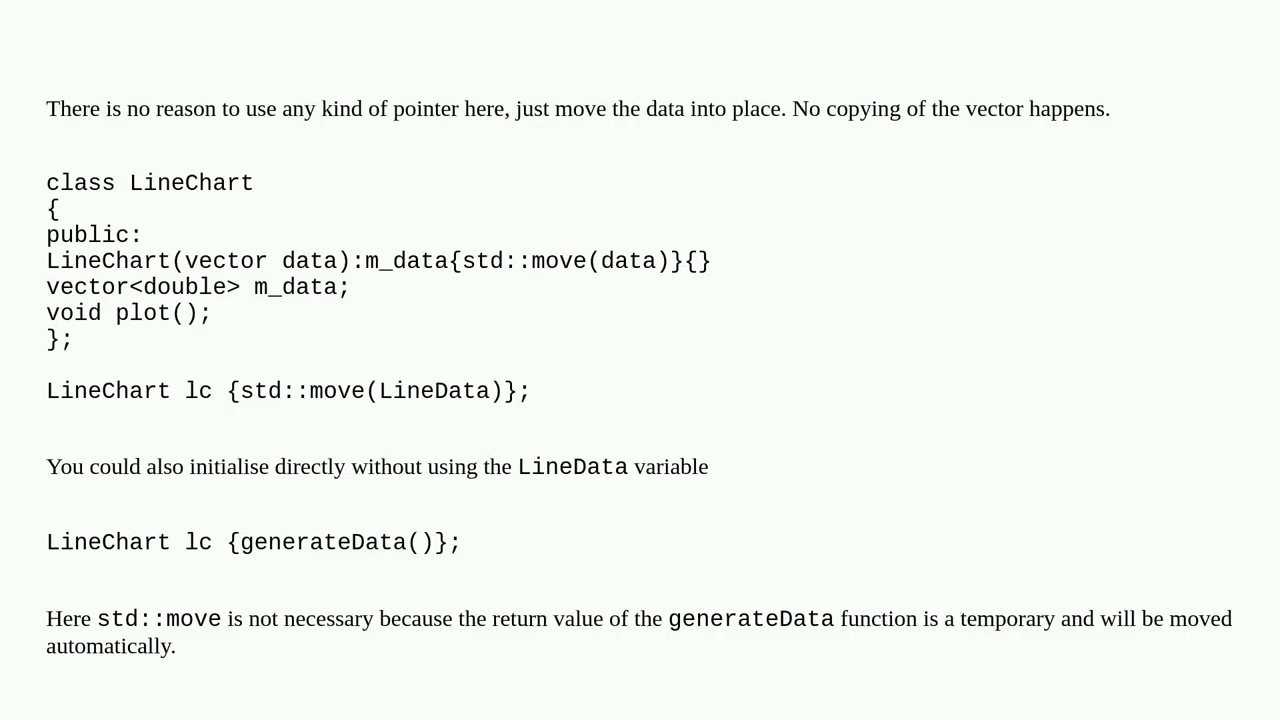 There is no reason to use any kind of pointer here, just move the data into place. No copying of the vector happens.
class LineChart
{
public:
LineChart(vector data):m_data{std::move(data)}{}
vector<double> m_data;
void plot();
};
LineChart lc {std::move(LineData)};
You could also initialise directly without using the LineData variable
LineChart lc {generateData()};
Here std::move is not necessary because the return value of the generateData function is a temporary and will be moved
automatically.